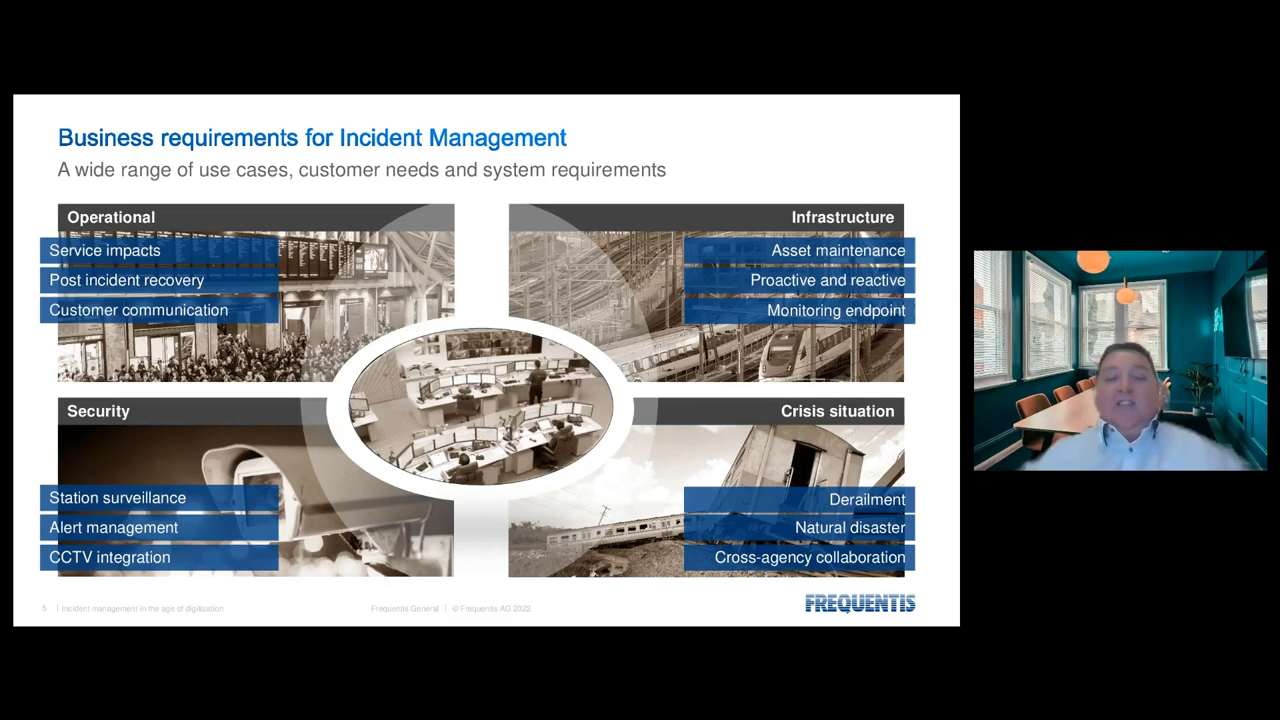 Business requirements for Incident Management
A wide range of use cases, customer needs and system requirements
Operational
Service impacts
Post incident recovery
Customer communication
Infrastructure
Asset maintenance
Proactive and reactive
Monitoring endpoint
Security
Station surveillance
Alert management
CCTV integration
Crisis situation
Derailment
Natural disaster
Cross-agency collaboration
5 | Incident management in the age of digitization
Frequentis General | © Frequentis AG 2022
FREQUENTIS